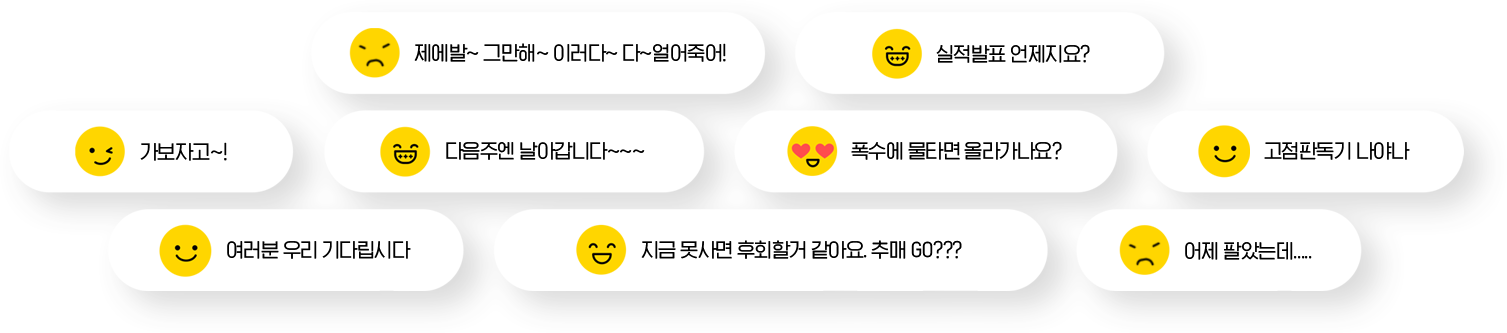 제에발~ 그만해~ 이러다~ 다~얼어죽어!
실적발표 언제지요?
가보자고~!
다음주엔 날아갑니다~~~
폭수에 물타면 올라가나요?
고점판독기 나야나
여러분 우리 기다립시다
지금 못사면 후회할거 같아요. 추매 GO???
어제 팔았는데.....